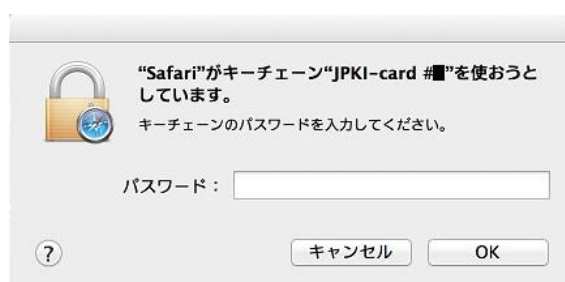 “Safari”がキーチェーン“JPKI-card #■”を使おうと
しています。
キーチェーンのパスワードを入力してください。
パスワード：
?
キャンセル
OK